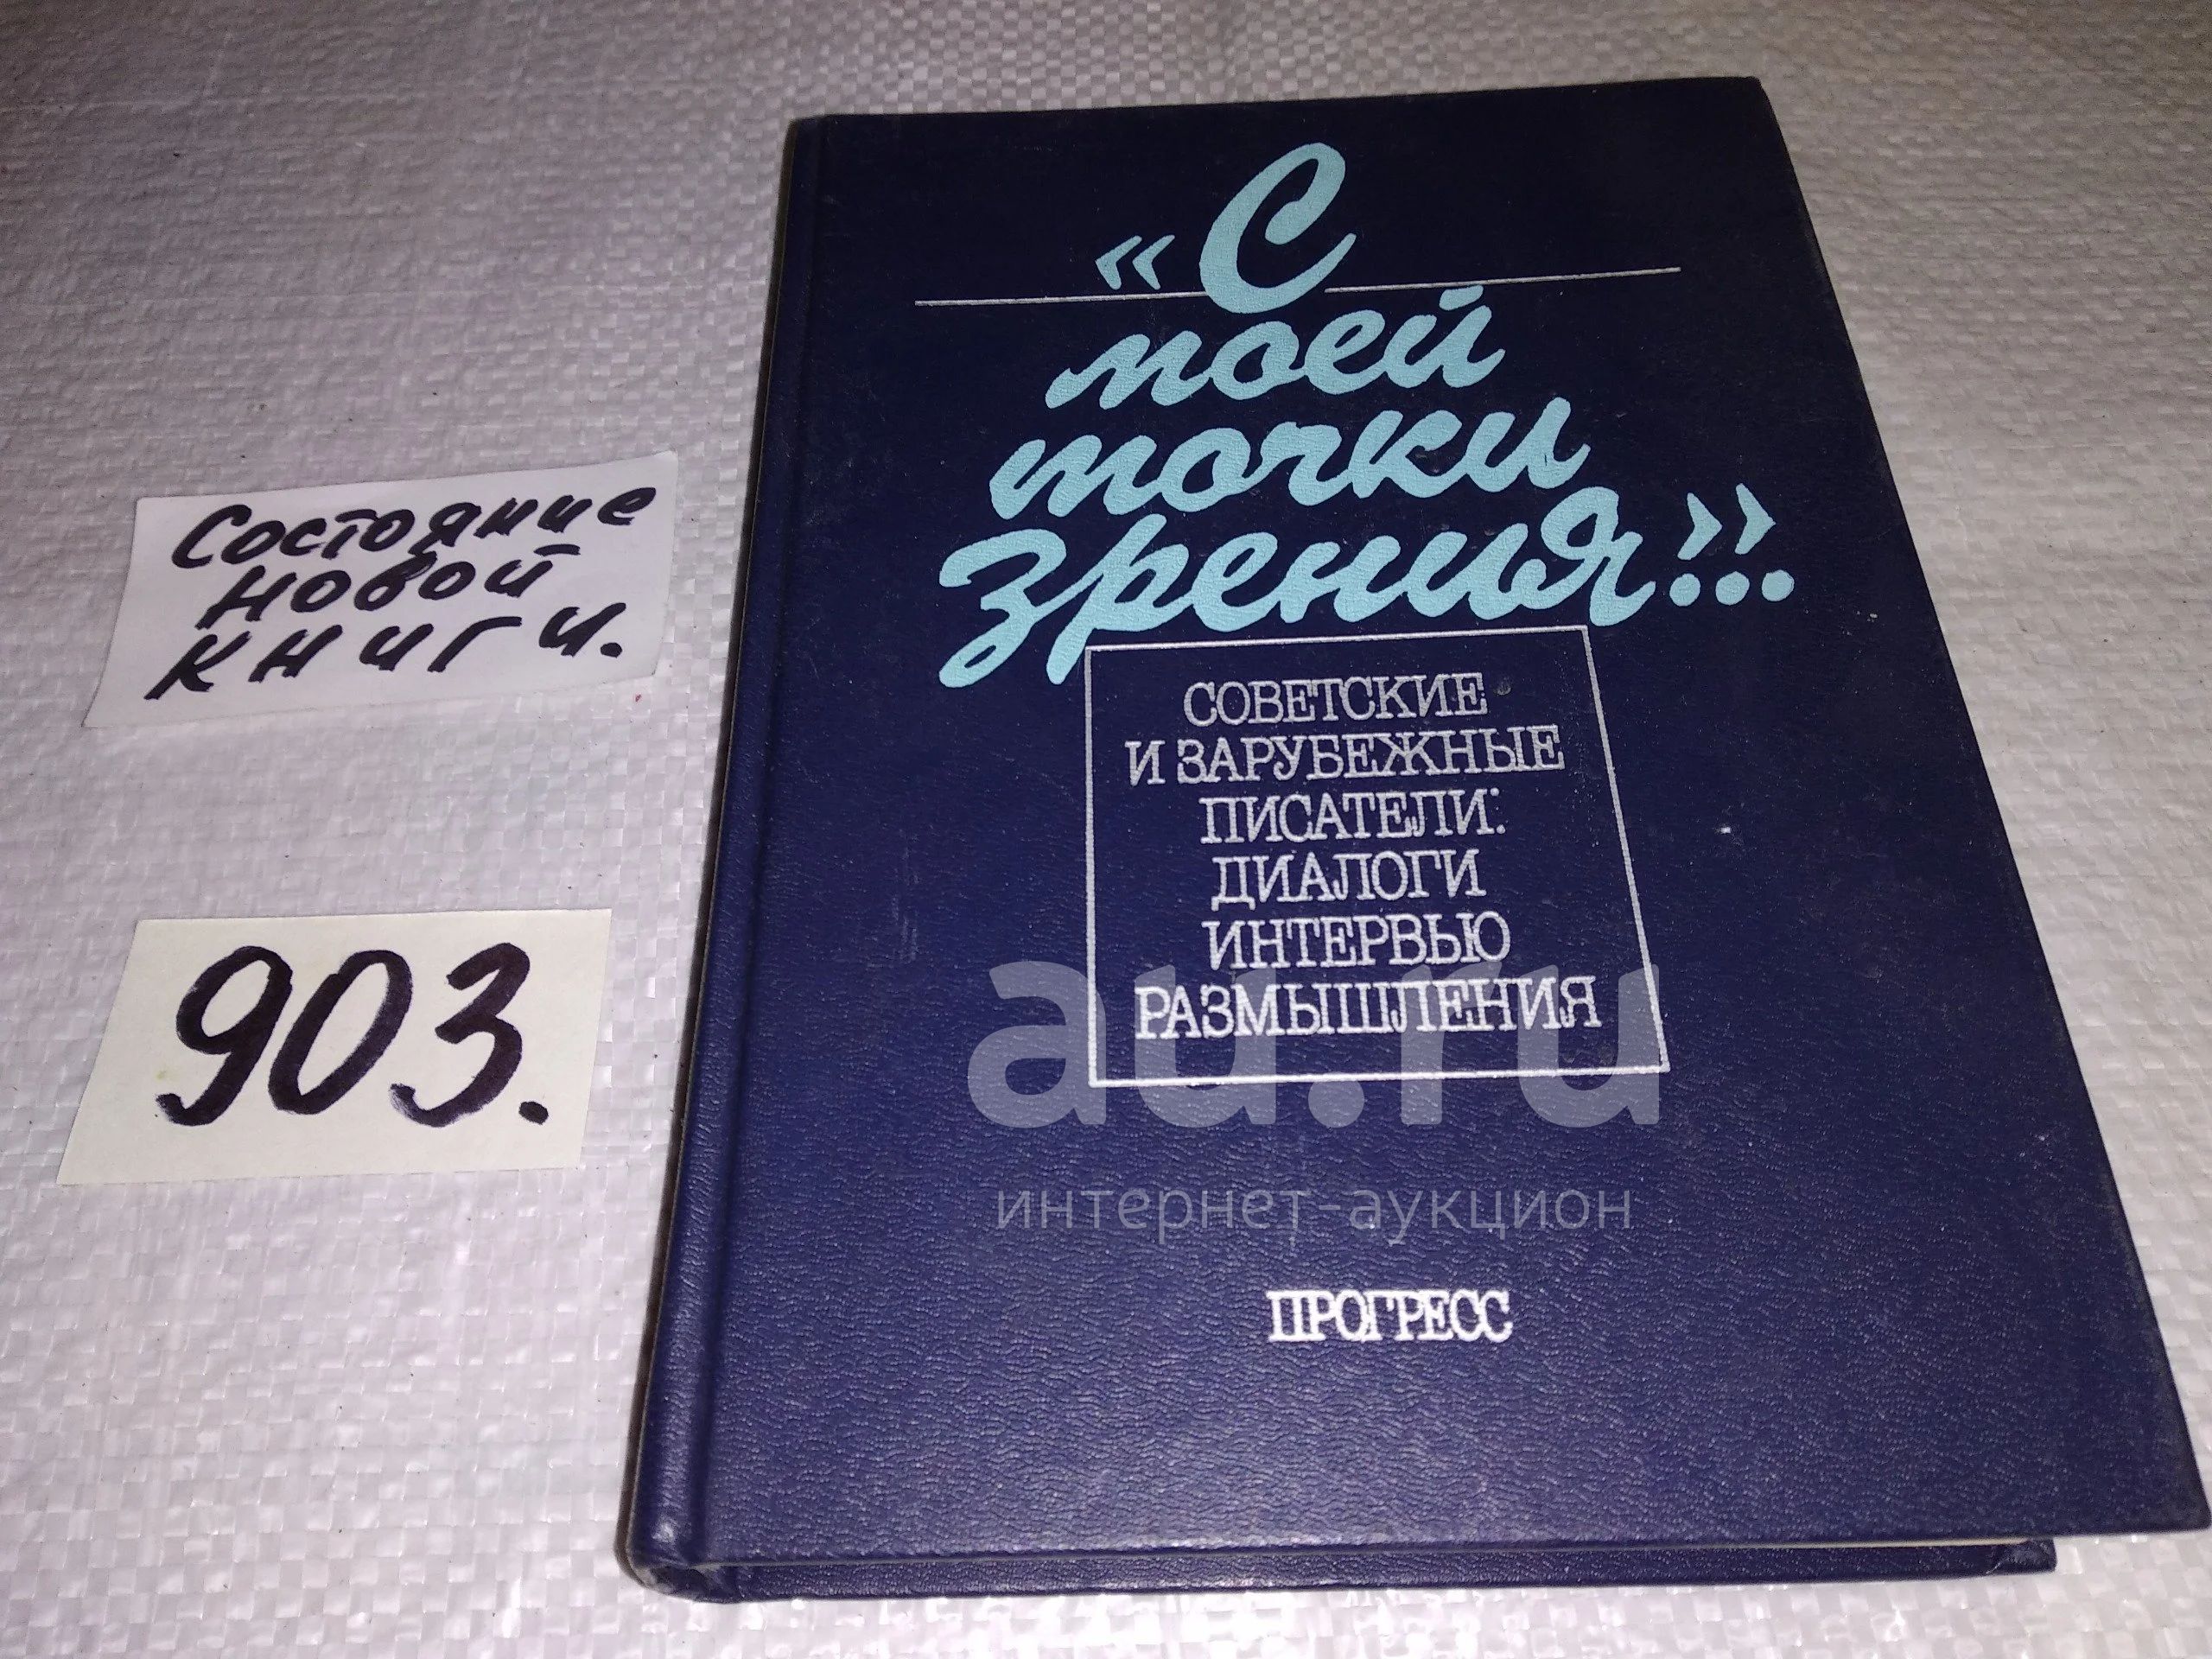 «С
моей
точки
зрения»...
СОВЕТСКИЕ
И ЗАРУБЕЖНЫЕ
ПИСАТЕЛИ:
ДИАЛОГИ
ИНТЕРВЬЮ
РАЗМЫШЛЕНИЯ
ПРОГРЕСС
Состояние
новой
книги.
903.
au.ru
интернет-аукцион